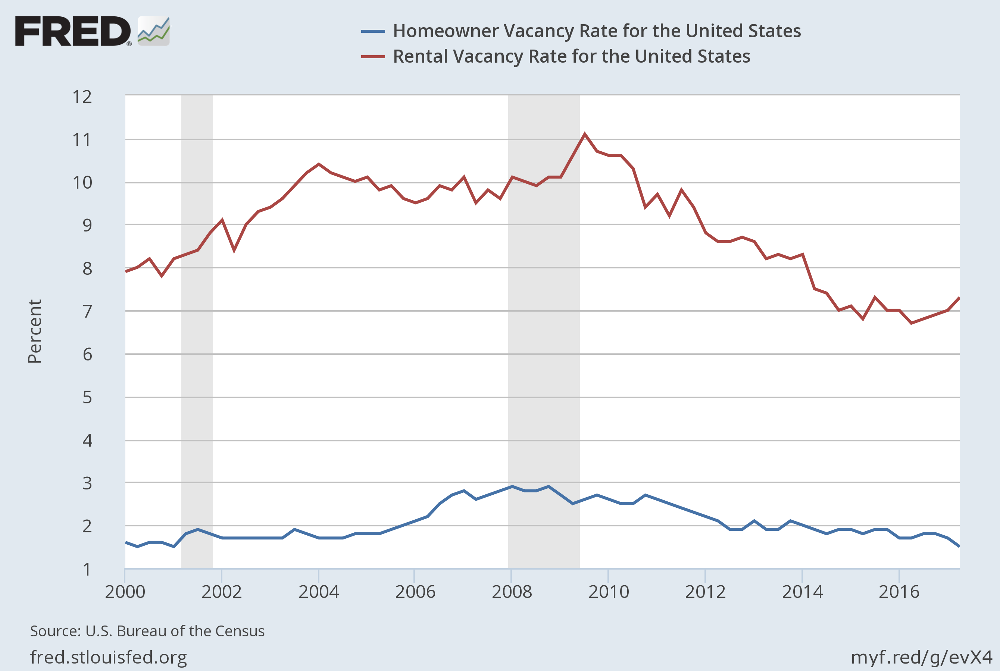 FRED®
Homeowner Vacancy Rate for the United States
Rental Vacancy Rate for the United States
12
11
10
9
8
7
6
5
4
3
2
1
Percent
2000 2002 2004 2006 2008 2010 2012 2014 2016
Source: U.S. Bureau of the Census
fred.stlouisfed.org
myf.red/g/evX4